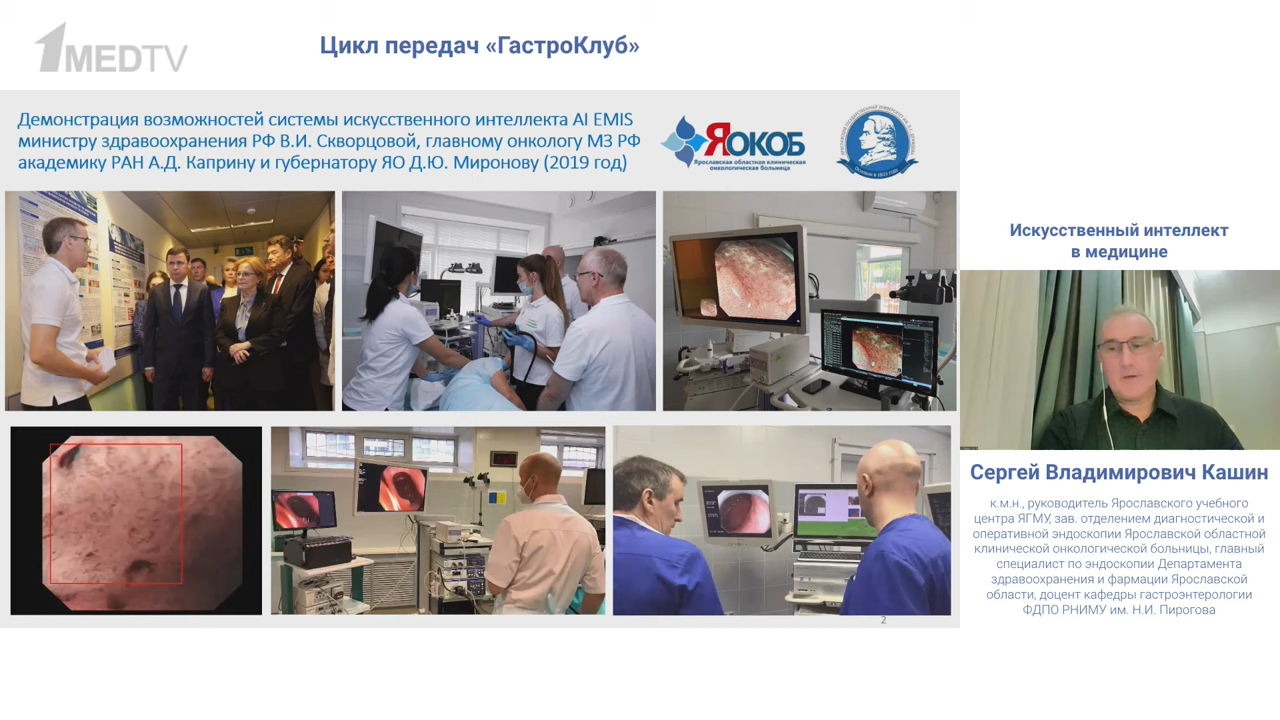 1MEDTV
Цикл передач «ГастроКлуб»
Демонстрация возможностей системы искусственного интеллекта AI EMIS
министру здравоохранения РФ В.И. Скворцовой, главному онкологу МЗ РФ
академику РАН А.Д. Каприну и губернатору ЯО Д.Ю. Миронову (2019 год)
ЯОКОБ
Ярославская областная клиническая
онкологическая больница
2
Искусственный интеллект
в медицине
Сергей Владимирович Кашин
к.м.н., руководитель Ярославского учебного
центра ЯГМУ, зав. отделением диагностической и
оперативной эндоскопии Ярославской областной
клинической онкологической больницы, главный
специалист по эндоскопии Департамента
здравоохранения и фармации Ярославской
области, доцент кафедры гастроэнтерологии
ФДПО РНИМУ им. Н.И. Пирогова